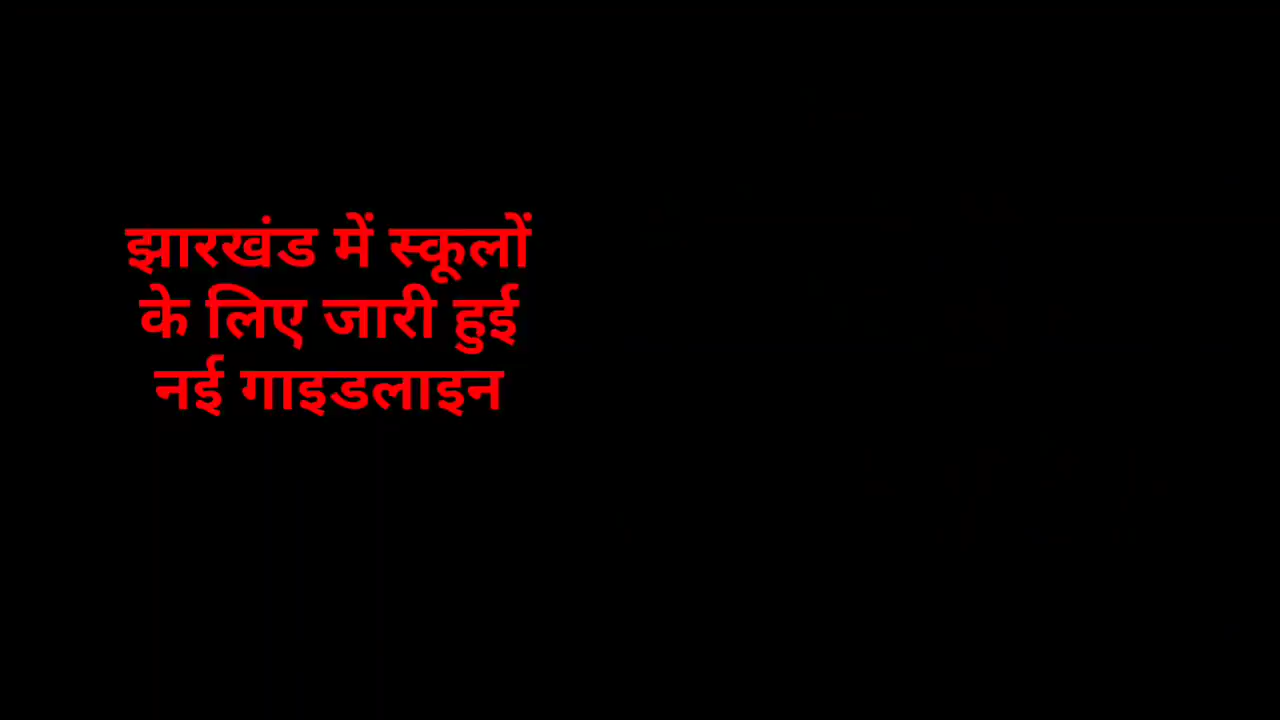 झारखंड में स्कूलों
के लिए जारी हुई
नई गाइडलाइन